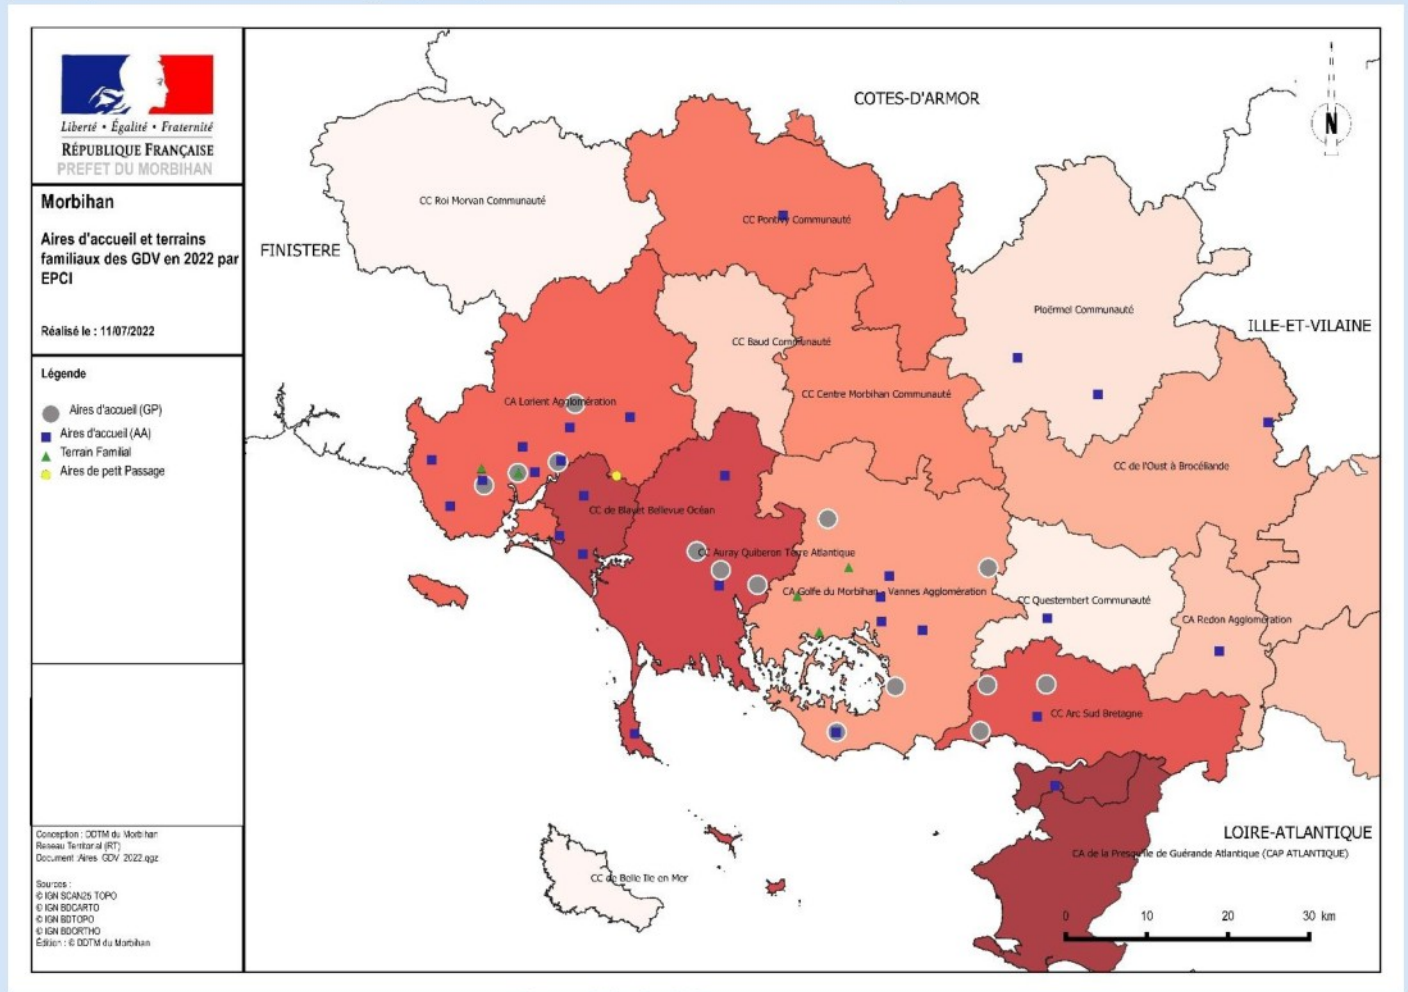 Liberté • Égalité • Fraternité
RÉPUBLIQUE FRANÇAISE
PREFET DU MORBIHAN
Morbihan
Aires d'accueil et terrains
familiaux des GDV en 2022 par
EPCI
Réalisé le : 11/07/2022
Légende
Aires d'accueil (GP)
Aires d'accueil (AA)
Terrain Familial
Aires de petit Passage
Conception : DDTM du Morbihan
Reseau Territorial (RT)
Document :Aires_GDV_2022.qgz
Sources :
© IGN SCAN25 TOPO
© IGN BDCARTO
© IGN BDTOPO
© IGN BDORTHO
Édition : © DDTM du Morbihan
COTES-D'ARMOR
N
CC Roi Morvan Communauté
CC Pontivy Communauté
FINISTERE
Ploërmel Communauté
ILLE-ET-VILAINE
CC Baud Communauté
CC Centre Morbihan Communauté
CA Lorient Agglomération
CC de l'Oust à Brocéliande
CC de Blavet Bellevue Océan
CC Auray Quiberon Terre Atlantique
CA Golfe du Morbihan - Vannes Agglomération
CC Questembert Communauté
CA Redon Agglomération
CC Arc Sud Bretagne
LOIRE-ATLANTIQUE
CA de la Presqu'île de Guérande Atlantique (CAP ATLANTIQUE)
CC de Belle Ile en Mer
0 10 20 30 km